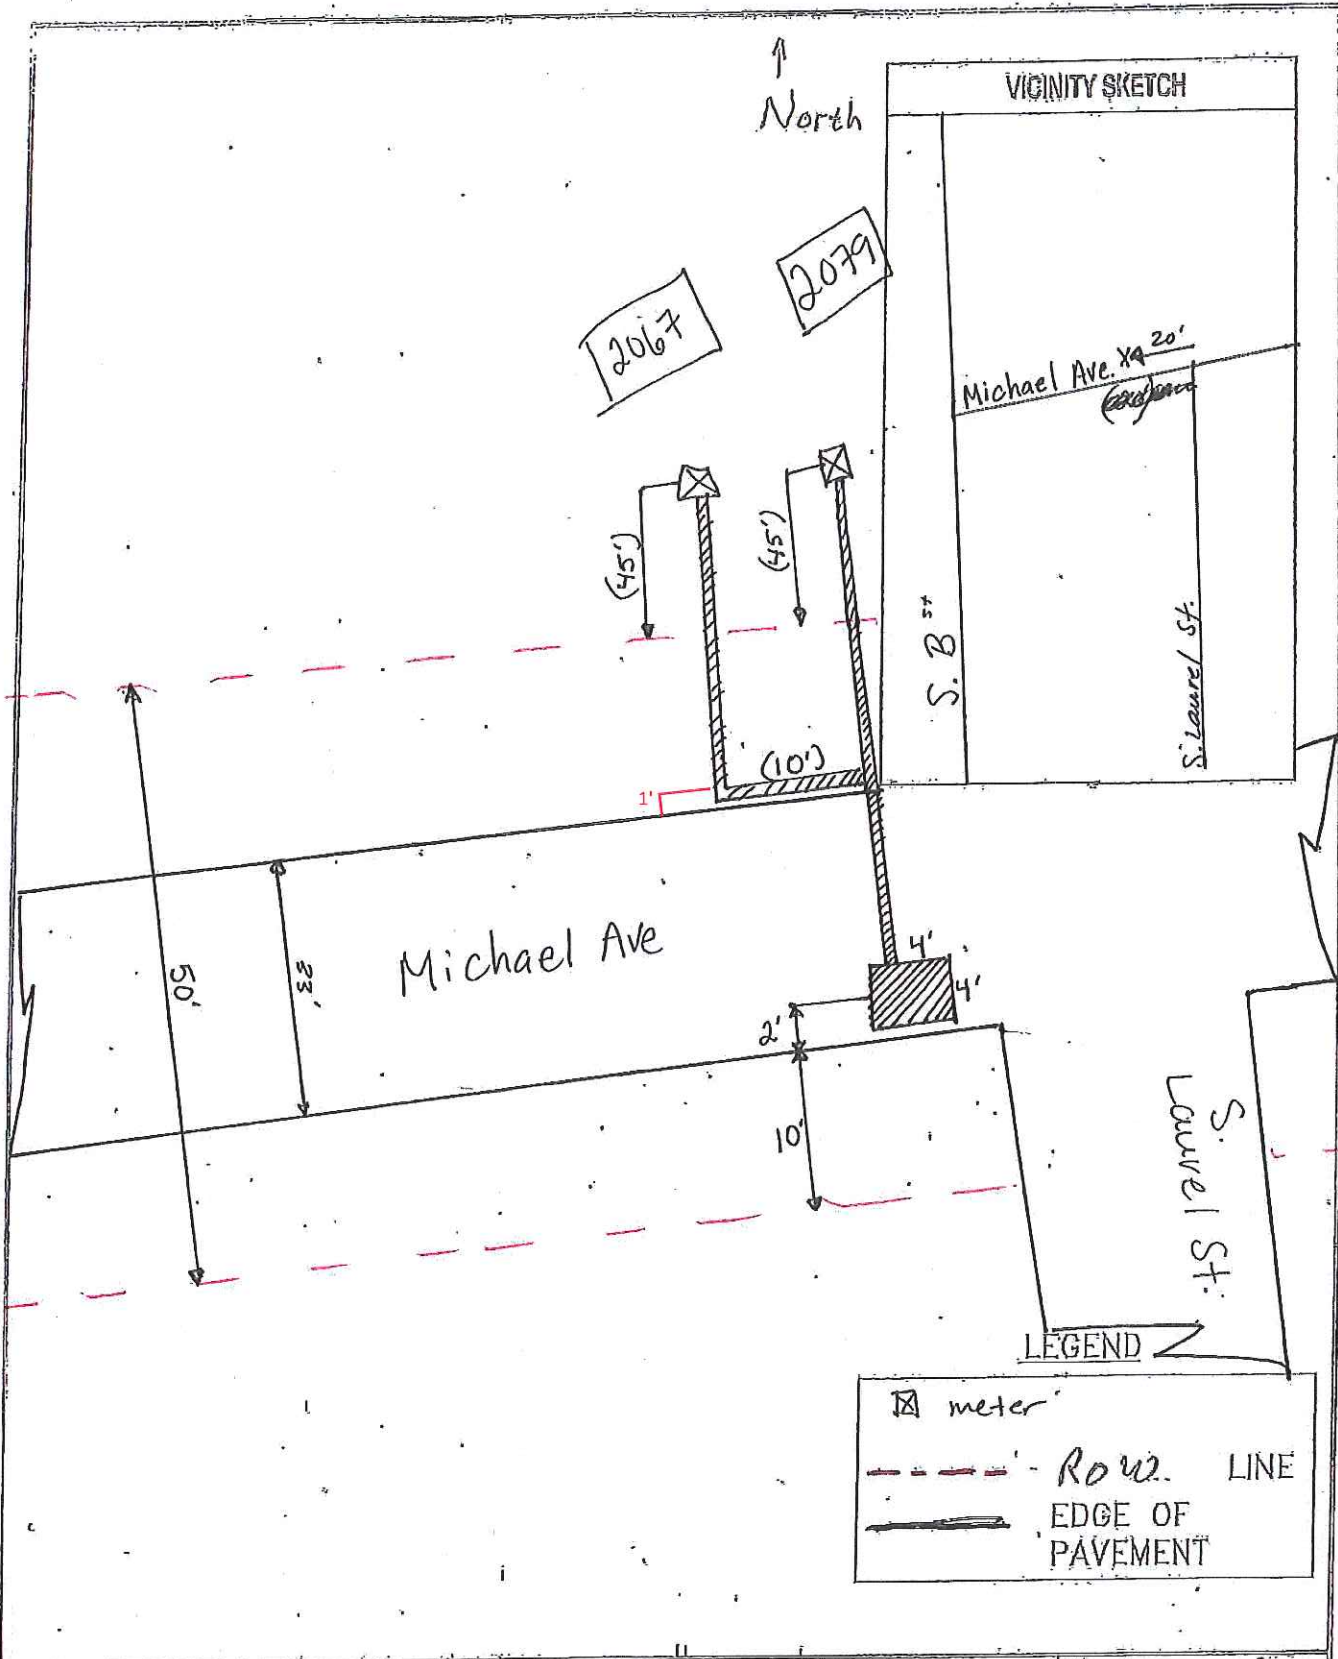 North
VICINITY SKETCH
2079
2067
Michael Ave. X 20'
S. B st
S. Laurel St.
(45')
(45')
(10')
1'
Michael Ave
50'
33'
4'
4'
2'
10'
S. Laurel St.
LEGEND
meter
Row. LINE
EDGE OF
PAVEMENT